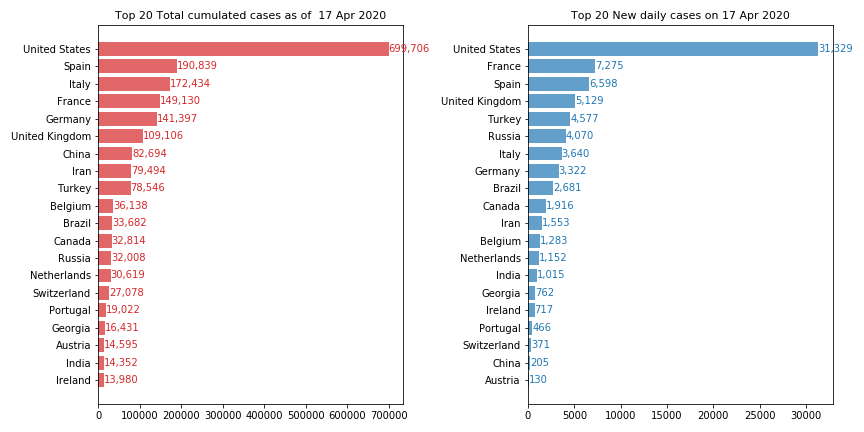 Top 20 Total cumulated cases as of  17 Apr 2020
United States 699,706
Spain 190,839
Italy 172,434
France 149,130
Germany 141,397
United Kingdom 109,106
China 82,694
Iran 79,494
Turkey 78,546
Belgium 36,138
Brazil 33,682
Canada 32,814
Russia 32,008
Netherlands 30,619
Switzerland 27,078
Portugal 19,022
Georgia 16,431
Austria 14,595
India 14,352
Ireland 13,980
0 100000 200000 300000 400000 500000 600000 700000
Top 20 New daily cases on 17 Apr 2020
United States 31,329
France 7,275
Spain 6,598
United Kingdom 5,129
Turkey 4,577
Russia 4,070
Italy 3,640
Germany 3,322
Brazil 2,681
Canada 1,916
Iran 1,553
Belgium 1,283
Netherlands 1,152
India 1,015
Georgia 762
Ireland 717
Portugal 466
Switzerland 371
China 205
Austria 130
0 5000 10000 15000 20000 25000 30000